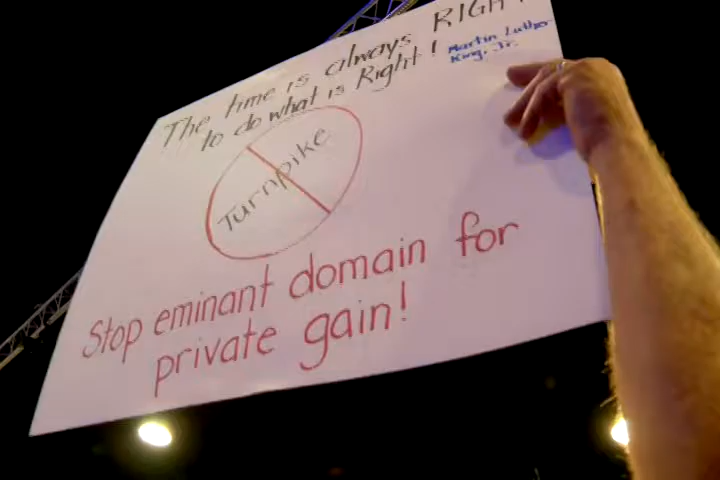 The time is always RIGHT
to do what is Right!
Martin Luther
King, Jr.
Turnpike
Stop eminant domain for
private gain!